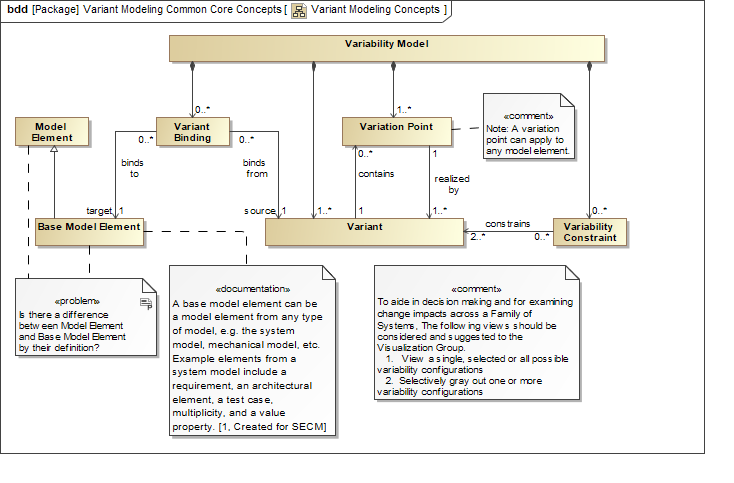 bdd [Package] Variant Modeling Common Core Concepts [ Variant Modeling Concepts ]
Variability Model
0..*
1..*
Model
Element
Variant
Binding
Variation Point
«comment»
Note: A variation
point can apply to
any model element.
0..*
0..*
0..*
1
binds
to
binds
from
contains
realized
by
target
1
source
1
1..*
1
1..*
0..*
Base Model Element
Variant
constrains
2..*
0..*
Variability
Constraint
«problem»
Is there a difference
between Model Element
and Base Model Element
by their definition?
«documentation»
A base model element can be
a model element from any type
of model, e.g. the system
model, mechanical model, etc.
Example elements from a
system model include a
requirement, an architectural
element, a test case,
multiplicity, and a value
property. [1, Created for SECM]
«comment»
To aide in decision making and for examining
change impacts across a Family of
Systems, The following views should be
considered and suggested to the
Visualization Group.
1. View a single, selected or all possible
variability configurations
2. Selectively gray out one or more
variability configurations